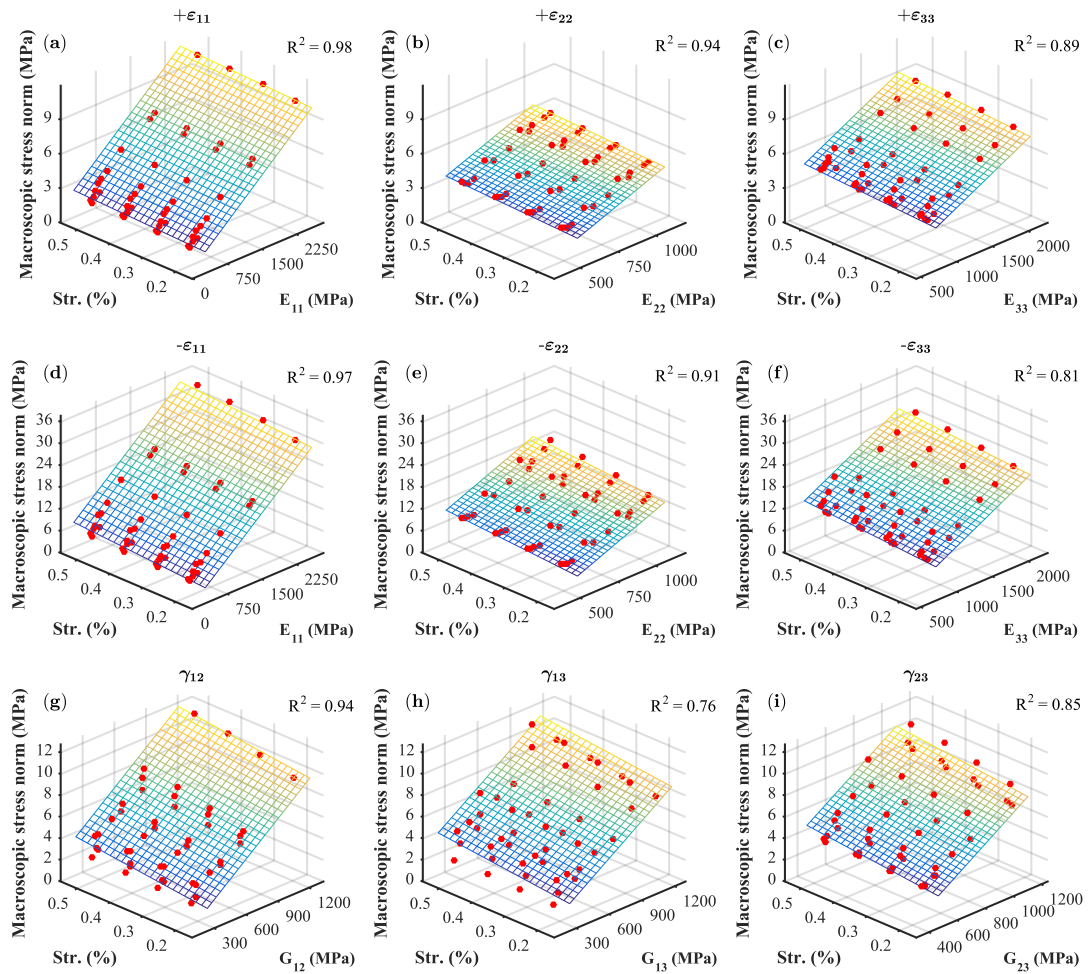 +ε11
(a)
R² = 0.98
Macroscopic stress norm (MPa)
9
6
3
0
0.5
0.4
0.3
0.2
Str. (%)
0
750
1500
2250
E11 (MPa)
+ε22
(b)
R² = 0.94
Macroscopic stress norm (MPa)
9
6
3
0
0.5
0.4
0.3
0.2
Str. (%)
500
750
1000
E22 (MPa)
+ε33
(c)
R² = 0.89
Macroscopic stress norm (MPa)
9
6
3
0
0.5
0.4
0.3
0.2
Str. (%)
500
1000
1500
2000
E33 (MPa)
-ε11
(d)
R² = 0.97
Macroscopic stress norm (MPa)
36
30
24
18
12
6
0
0.5
0.4
0.3
0.2
Str. (%)
0
750
1500
2250
E11 (MPa)
-ε22
(e)
R² = 0.91
Macroscopic stress norm (MPa)
36
30
24
18
12
6
0
0.5
0.4
0.3
0.2
Str. (%)
500
750
1000
E22 (MPa)
-ε33
(f)
R² = 0.81
Macroscopic stress norm (MPa)
36
30
24
18
12
6
0
0.5
0.4
0.3
0.2
Str. (%)
500
1000
1500
2000
E33 (MPa)
γ12
(g)
R² = 0.94
Macroscopic stress norm (MPa)
12
10
8
6
4
2
0
0.5
0.4
0.3
0.2
Str. (%)
300
600
900
1200
G12 (MPa)
γ13
(h)
R² = 0.76
Macroscopic stress norm (MPa)
12
10
8
6
4
2
0
0.5
0.4
0.3
0.2
Str. (%)
300
600
900
1200
G13 (MPa)
γ23
(i)
R² = 0.85
Macroscopic stress norm (MPa)
12
10
8
6
4
2
0
0.5
0.4
0.3
0.2
Str. (%)
400
600
800
1000
1200
G23 (MPa)